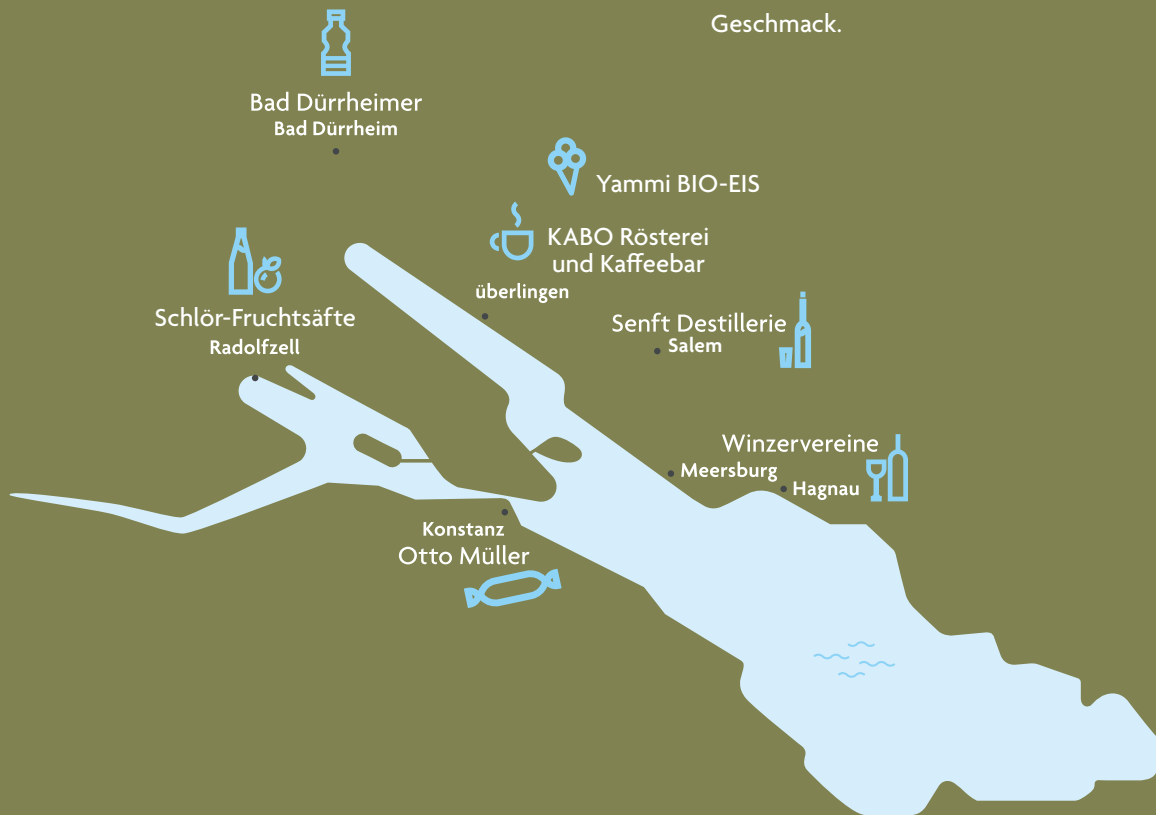 Geschmack.
Bad Dürrheimer
Bad Dürrheim
Yammi BIO-EIS
KABO Rösterei
und Kaffeebar
überlingen
Schlör-Fruchtsäfte
Radolfzell
Senft Destillerie
Salem
Winzervereine
Meersburg
Hagnau
Konstanz
Otto Müller